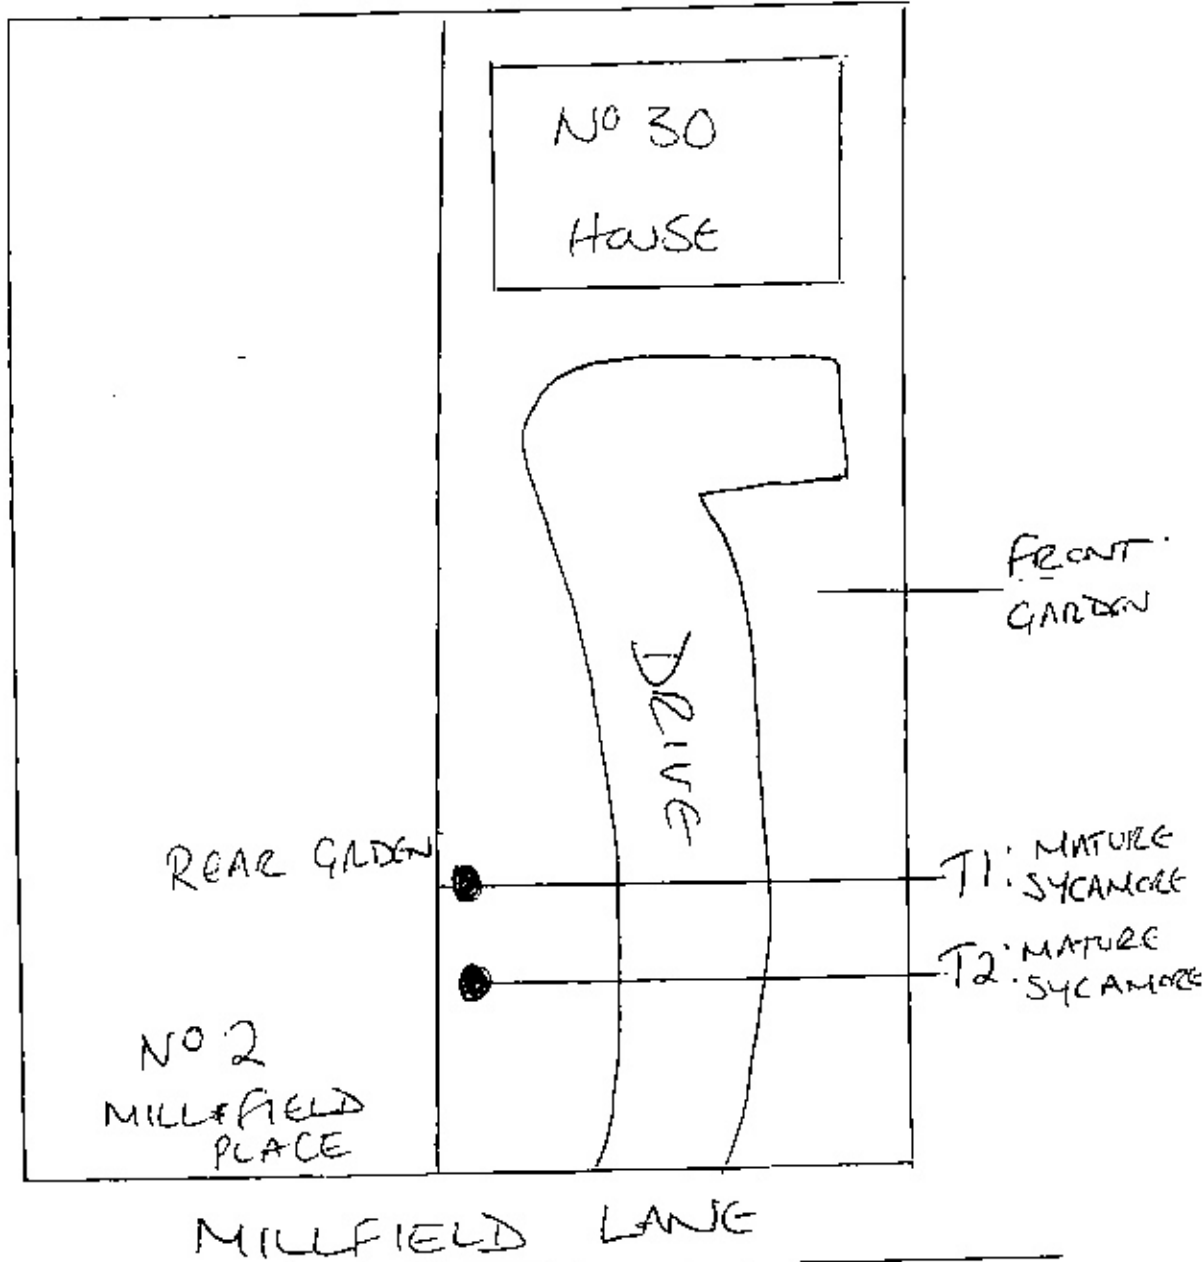 Nº 30
HOUSE
FRONT
GARDEN
DRIVE
REAR GRDEN
T1: MATURE
SYCAMORE
T2: MATURE
SYCAMORE
Nº 2
MILLFIELD
PLACE
MILLFIELD LANE